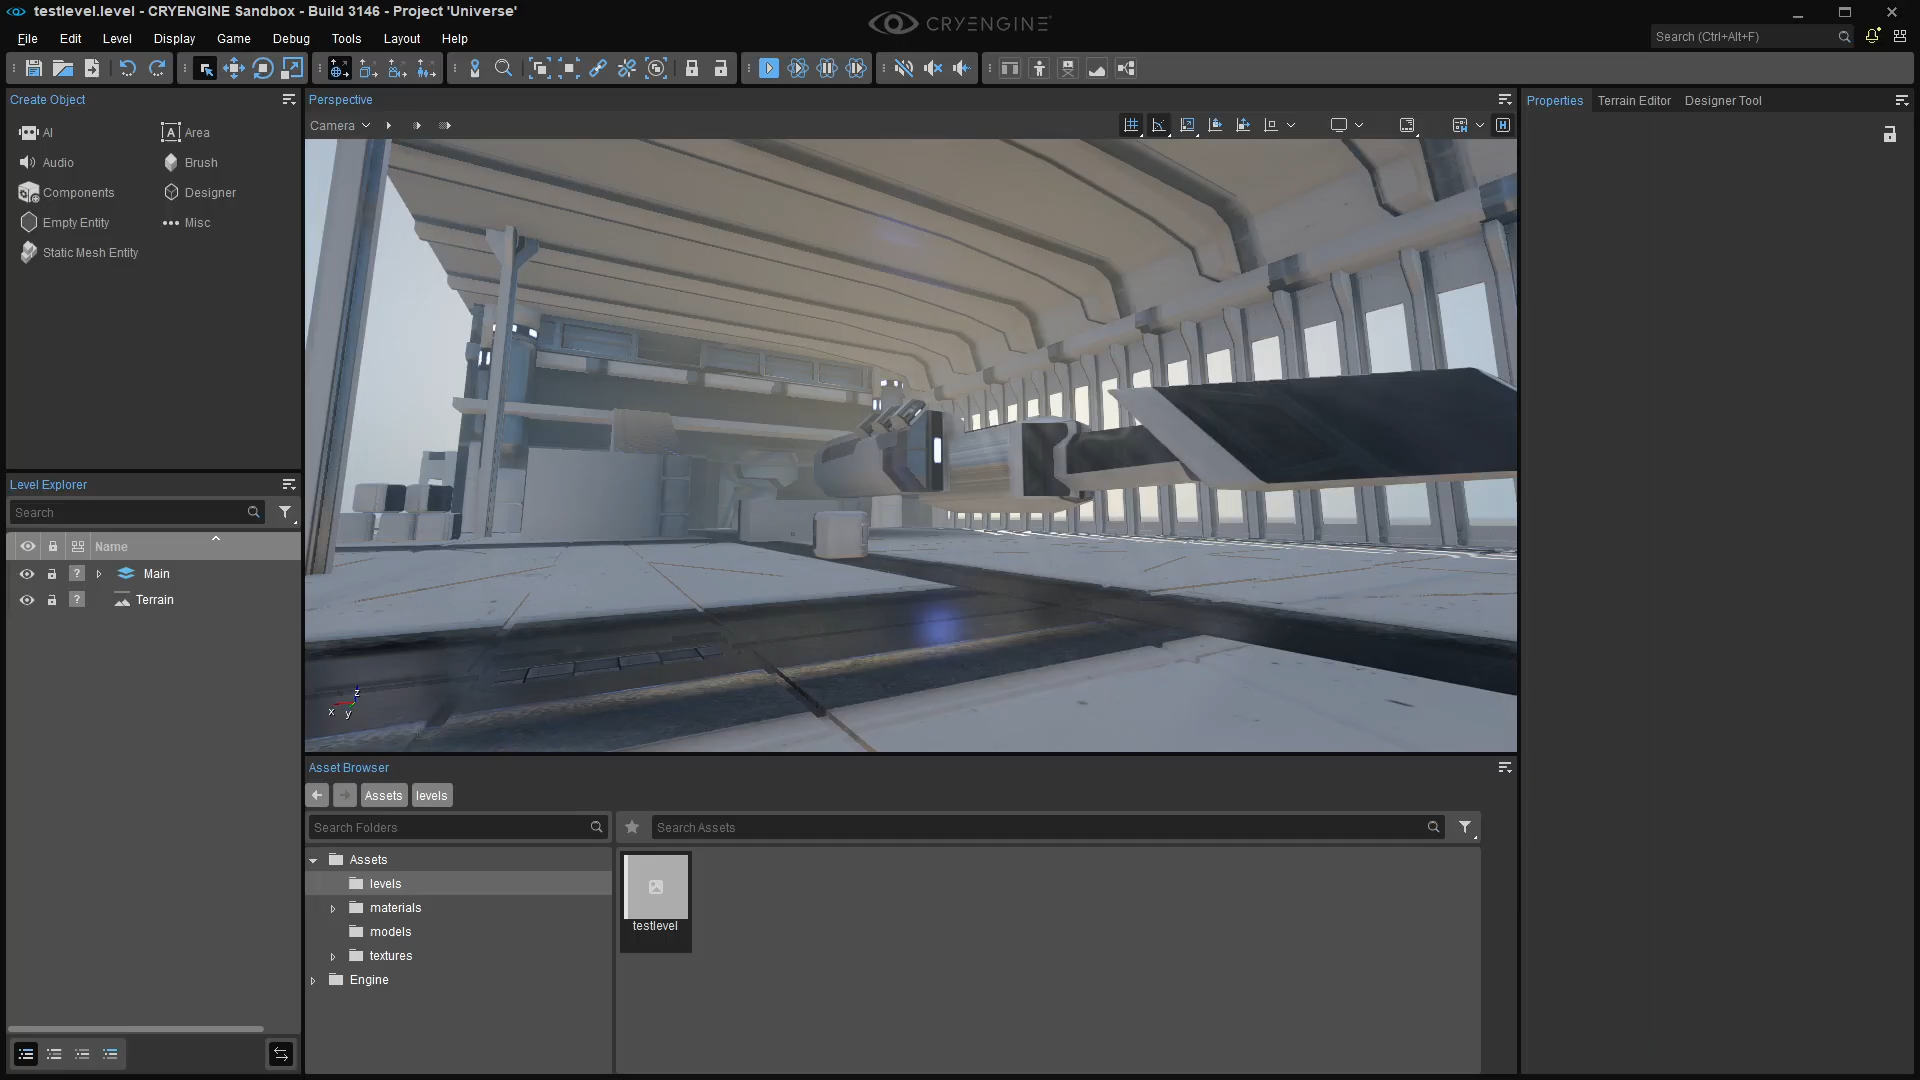 testlevel.level - CRYENGINE Sandbox - Build 3146 - Project 'Universe'
CRYENGINE®
File Edit Level Display Game Debug Tools Layout Help
Search (Ctrl+Alt+F)
Create Object
AI
Area
Audio
Brush
Components
Designer
Empty Entity
Misc
Static Mesh Entity
Level Explorer
Search
Name
? Main
? Terrain
Perspective
Camera
H
z
x
y
Asset Browser
Assets levels
Search Folders
Search Assets
Assets
levels
materials
models
textures
Engine
testlevel
Properties Terrain Editor Designer Tool